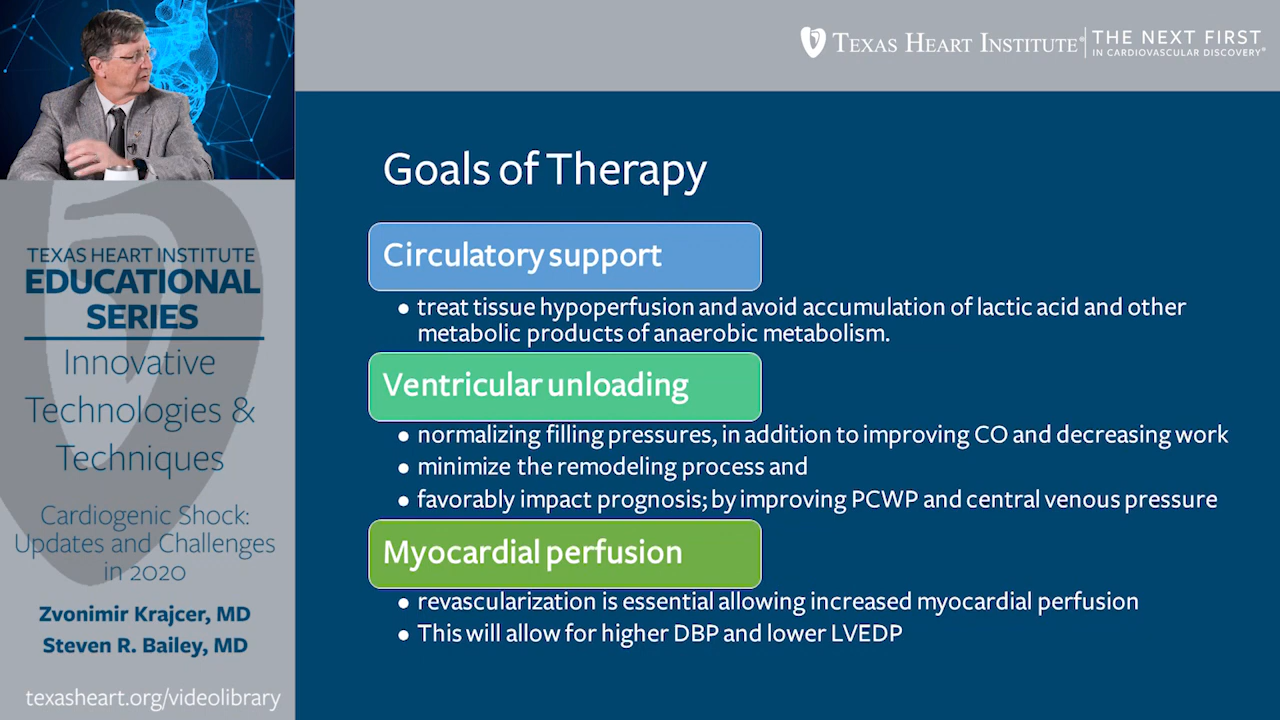 TEXAS HEART INSTITUTE® THE NEXT FIRST
IN CARDIOVASCULAR DISCOVERY®
TEXAS HEART INSTITUTE
EDUCATIONAL
SERIES
Innovative
Technologies &
Techniques
Cardiogenic Shock:
Updates and Challenges
in 2020
Zvonimir Krajcer, MD
Steven R. Bailey, MD
texasheart.org/videolibrary
Goals of Therapy
Circulatory support
• treat tissue hypoperfusion and avoid accumulation of lactic acid and other
metabolic products of anaerobic metabolism.
Ventricular unloading
• normalizing filling pressures, in addition to improving CO and decreasing work
• minimize the remodeling process and
• favorably impact prognosis; by improving PCWP and central venous pressure
Myocardial perfusion
• revascularization is essential allowing increased myocardial perfusion
• This will allow for higher DBP and lower LVEDP